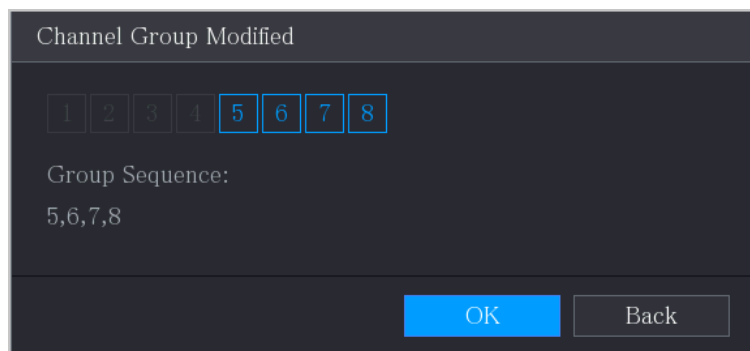 Channel Group Modified
1 2 3 4 5 6 7 8
Group Sequence:
5,6,7,8
OK Back